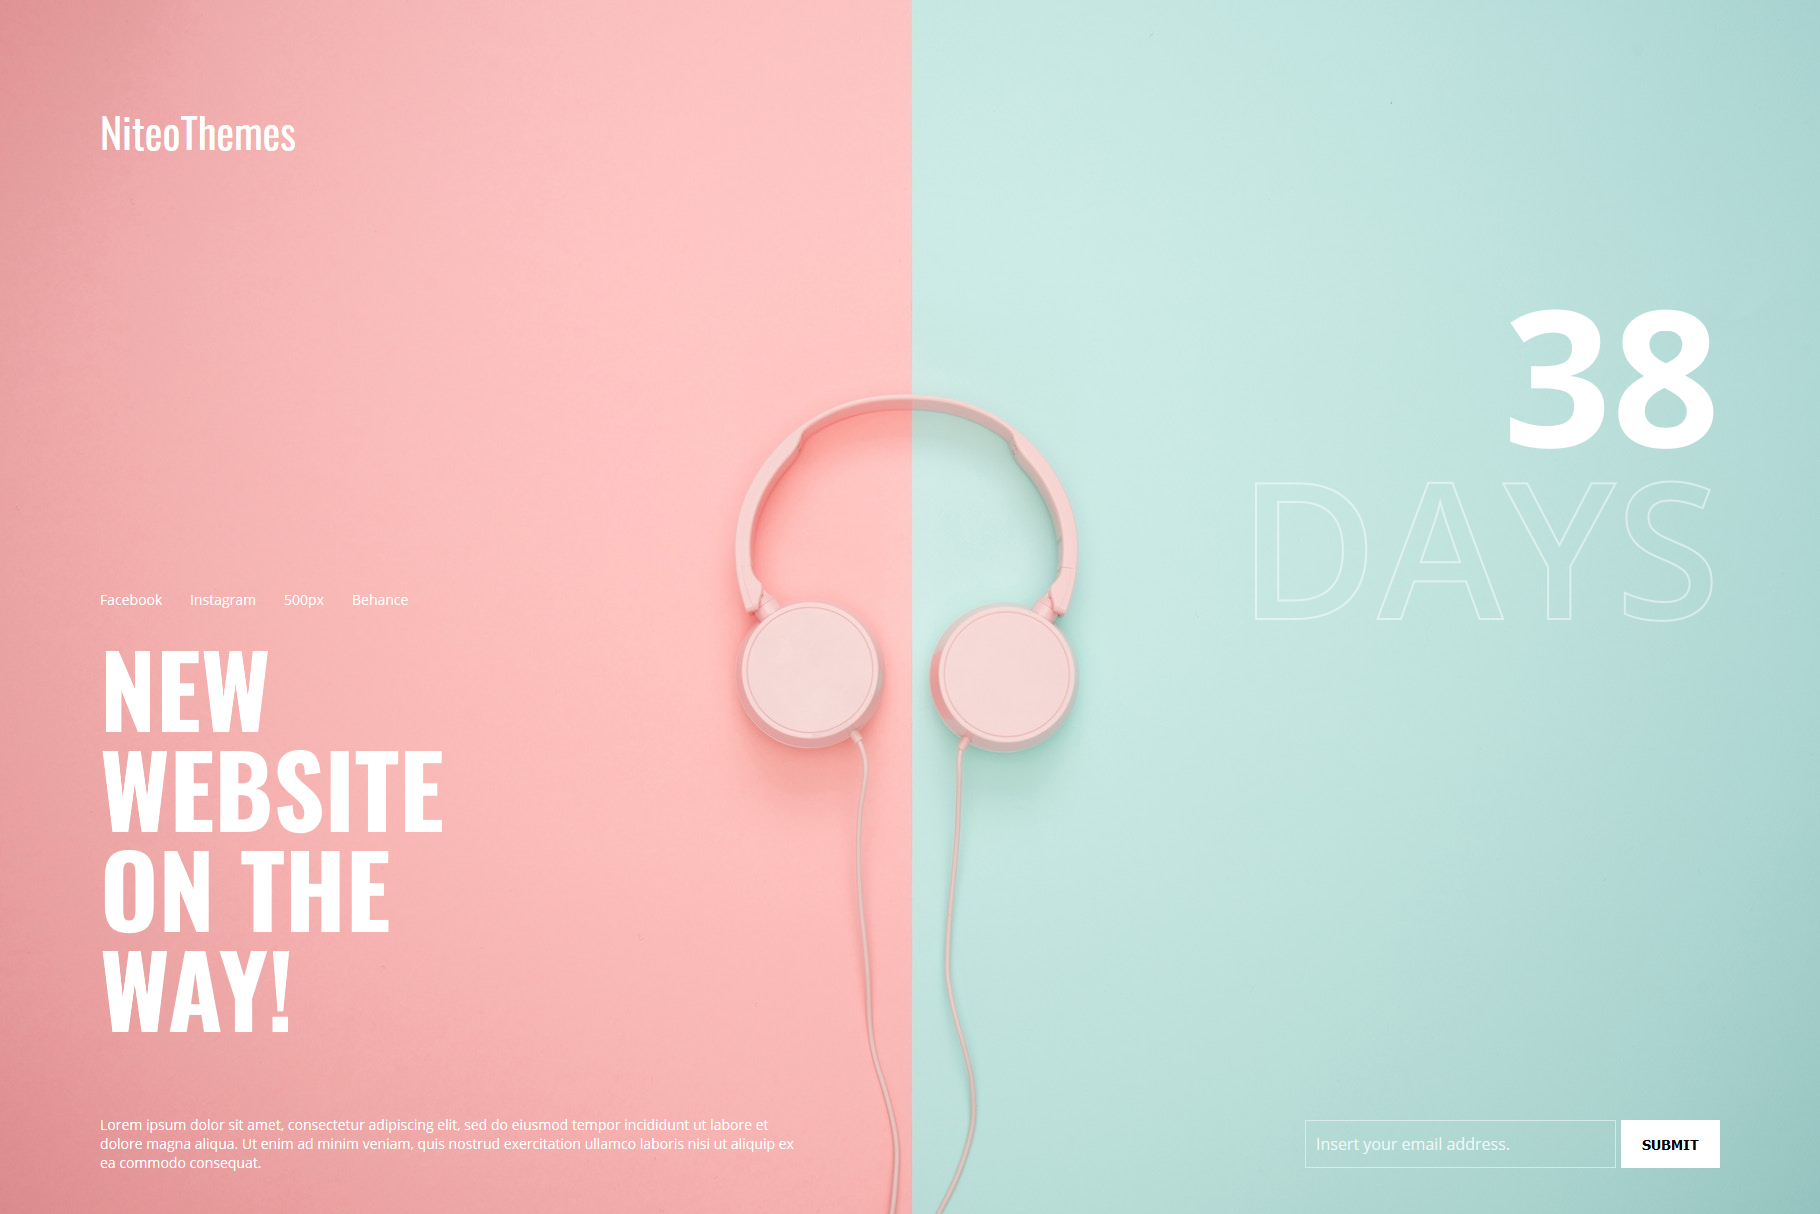 NiteoThemes
38
DAYS
Facebook Instagram 500px Behance
NEW
WEBSITE
ON THE
WAY!
Lorem ipsum dolor sit amet, consectetur adipiscing elit, sed do eiusmod tempor incididunt ut labore et
dolore magna aliqua. Ut enim ad minim veniam, quis nostrud exercitation ullamco laboris nisi ut aliquip ex
ea commodo consequat.
Insert your email address. SUBMIT